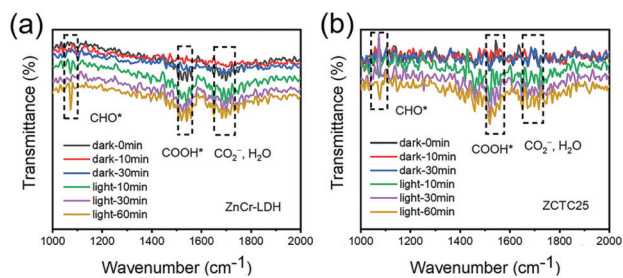 (a)
Transmittance (%)
CHO*
COOH* CO₂⁻, H₂O
dark-0min
dark-10min
dark-30min
light-10min
light-30min
light-60min
ZnCr-LDH
1000 1200 1400 1600 1800 2000
Wavenumber (cm⁻¹)
(b)
Transmittance (%)
CHO*
COOH* CO₂⁻, H₂O
dark-0min
dark-10min
dark-30min
light-10min
light-30min
light-60min
ZCTC25
1000 1200 1400 1600 1800 2000
Wavenumber (cm⁻¹)